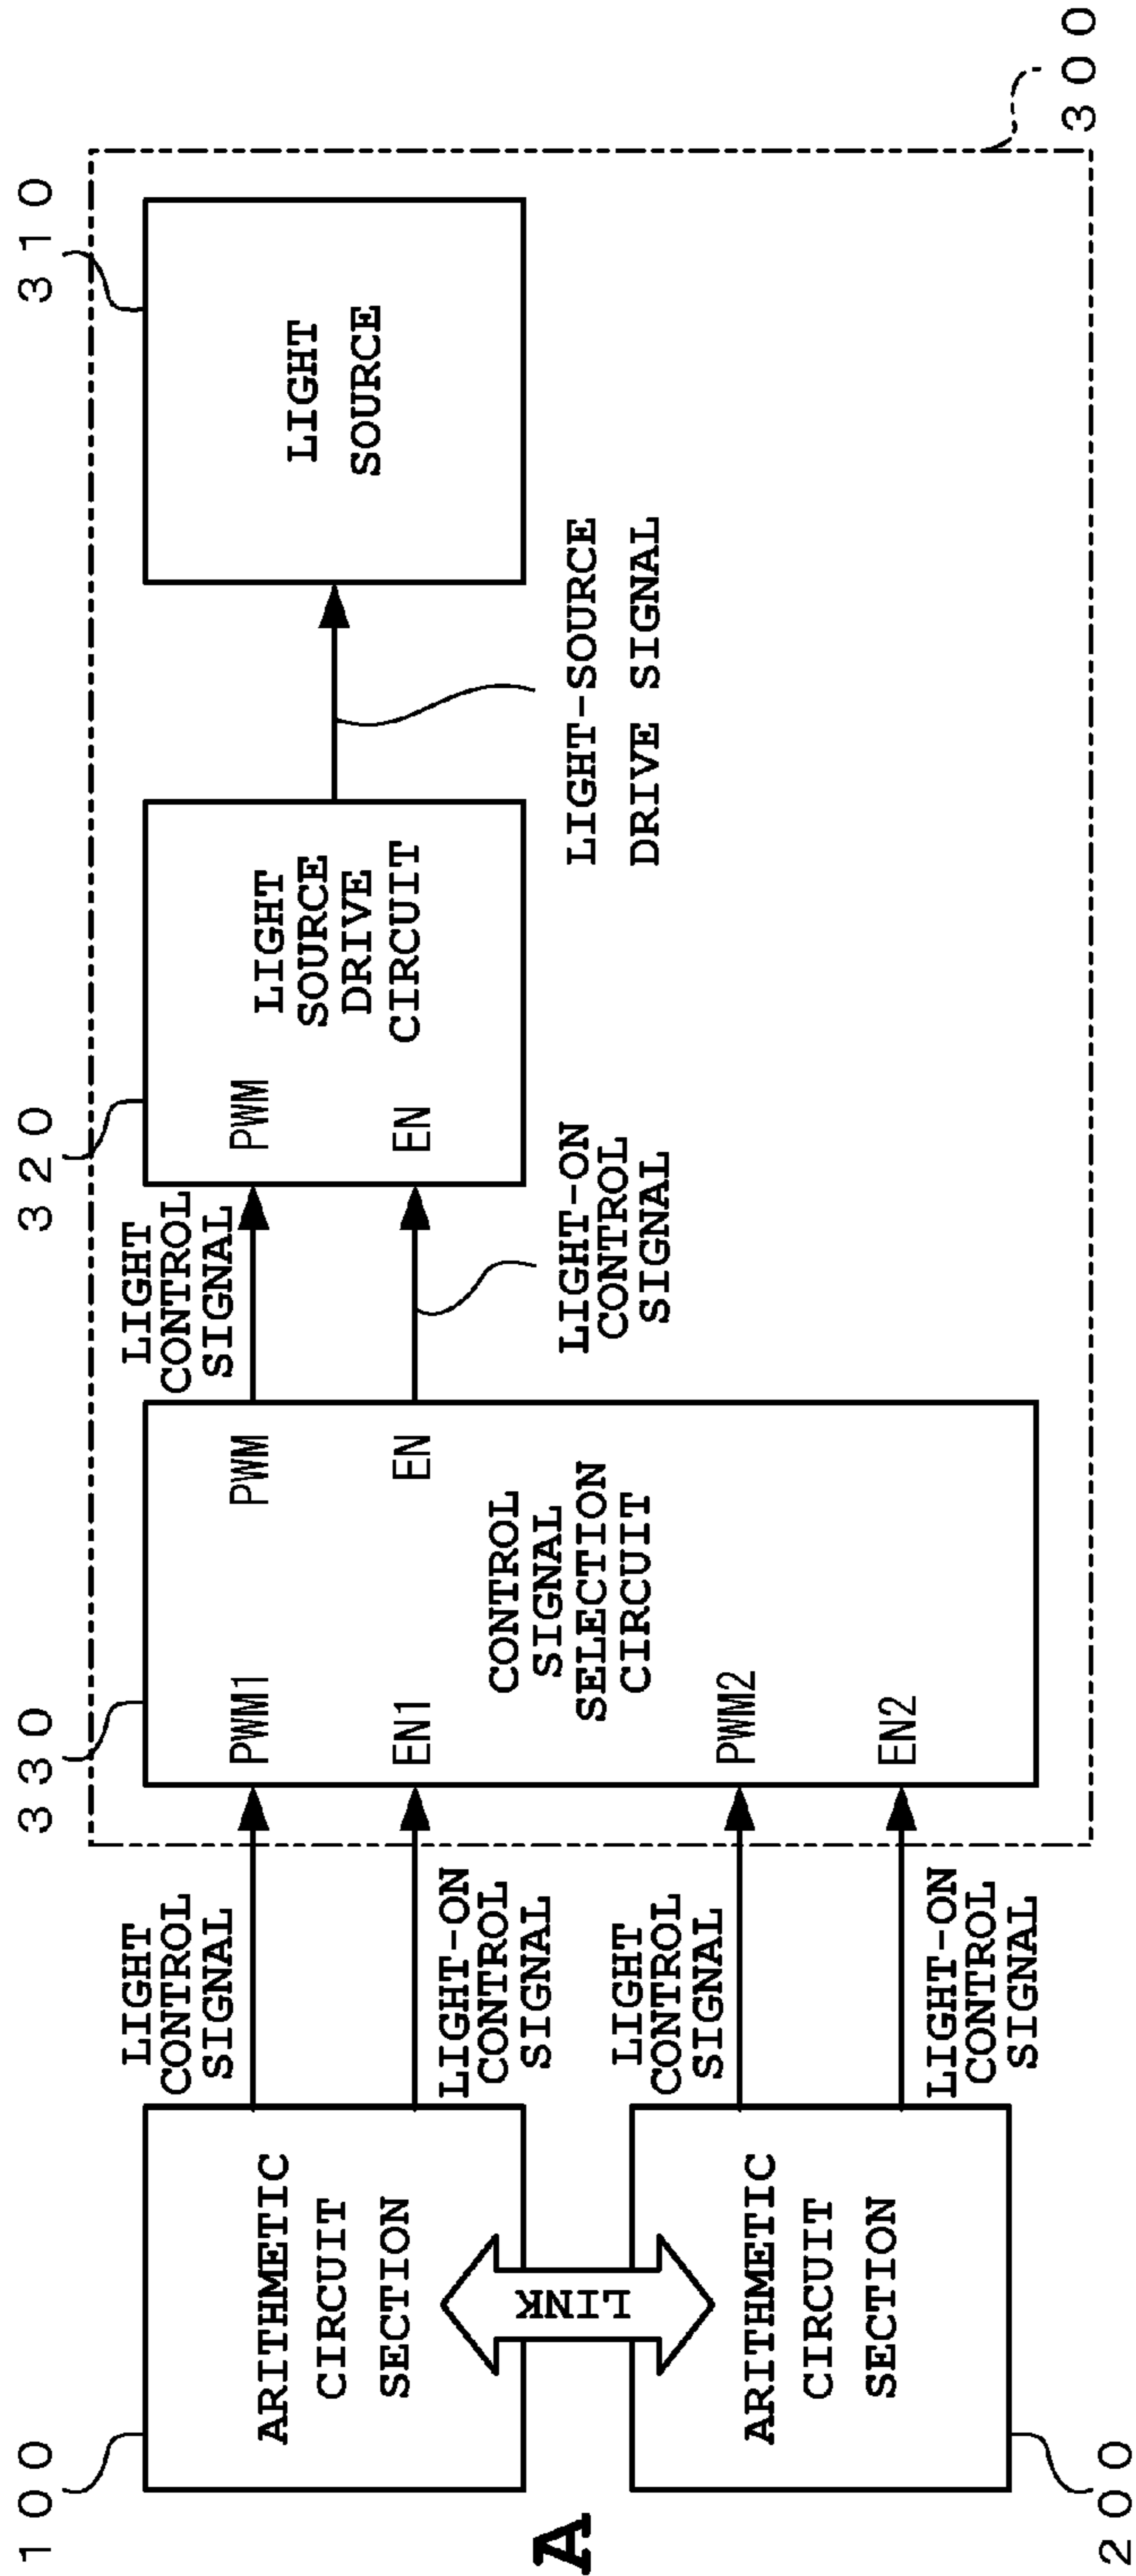 A
100
ARITHMETIC
CIRCUIT
SECTION
LINK
200
ARITHMETIC
CIRCUIT
SECTION
LIGHT
CONTROL
SIGNAL
LIGHT-ON
CONTROL
SIGNAL
LIGHT
CONTROL
SIGNAL
LIGHT-ON
CONTROL
SIGNAL
330
PWM1
EN1
PWM2
EN2
CONTROL
SIGNAL
SELECTION
CIRCUIT
PWM
EN
LIGHT
CONTROL
SIGNAL
LIGHT-ON
CONTROL
SIGNAL
320
PWM
EN
LIGHT
SOURCE
DRIVE
CIRCUIT
LIGHT-SOURCE
DRIVE SIGNAL
310
LIGHT
SOURCE
300